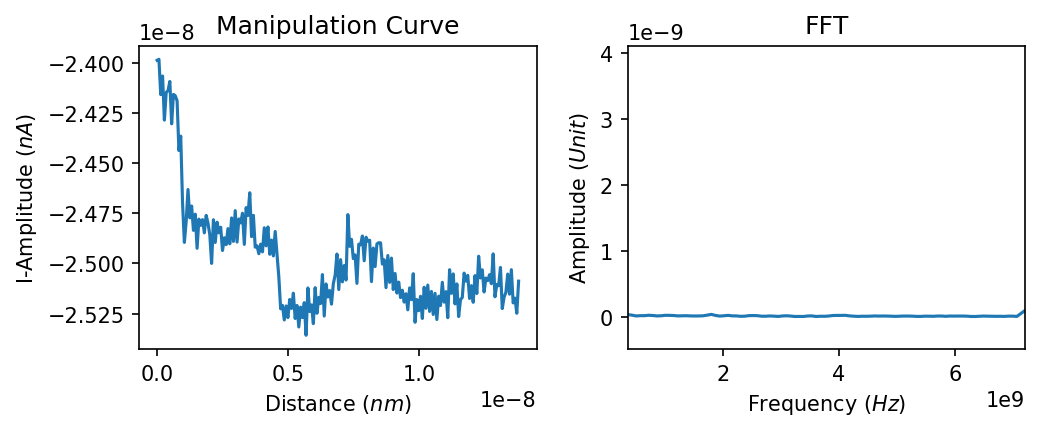 Manipulation Curve
1e−8
I-Amplitude (nA)
−2.400
−2.425
−2.450
−2.475
−2.500
−2.525
0.0
0.5
1.0
1e−8
Distance (nm)
FFT
1e−9
Amplitude (Unit)
4
3
2
1
0
2
4
6
1e9
Frequency (Hz)